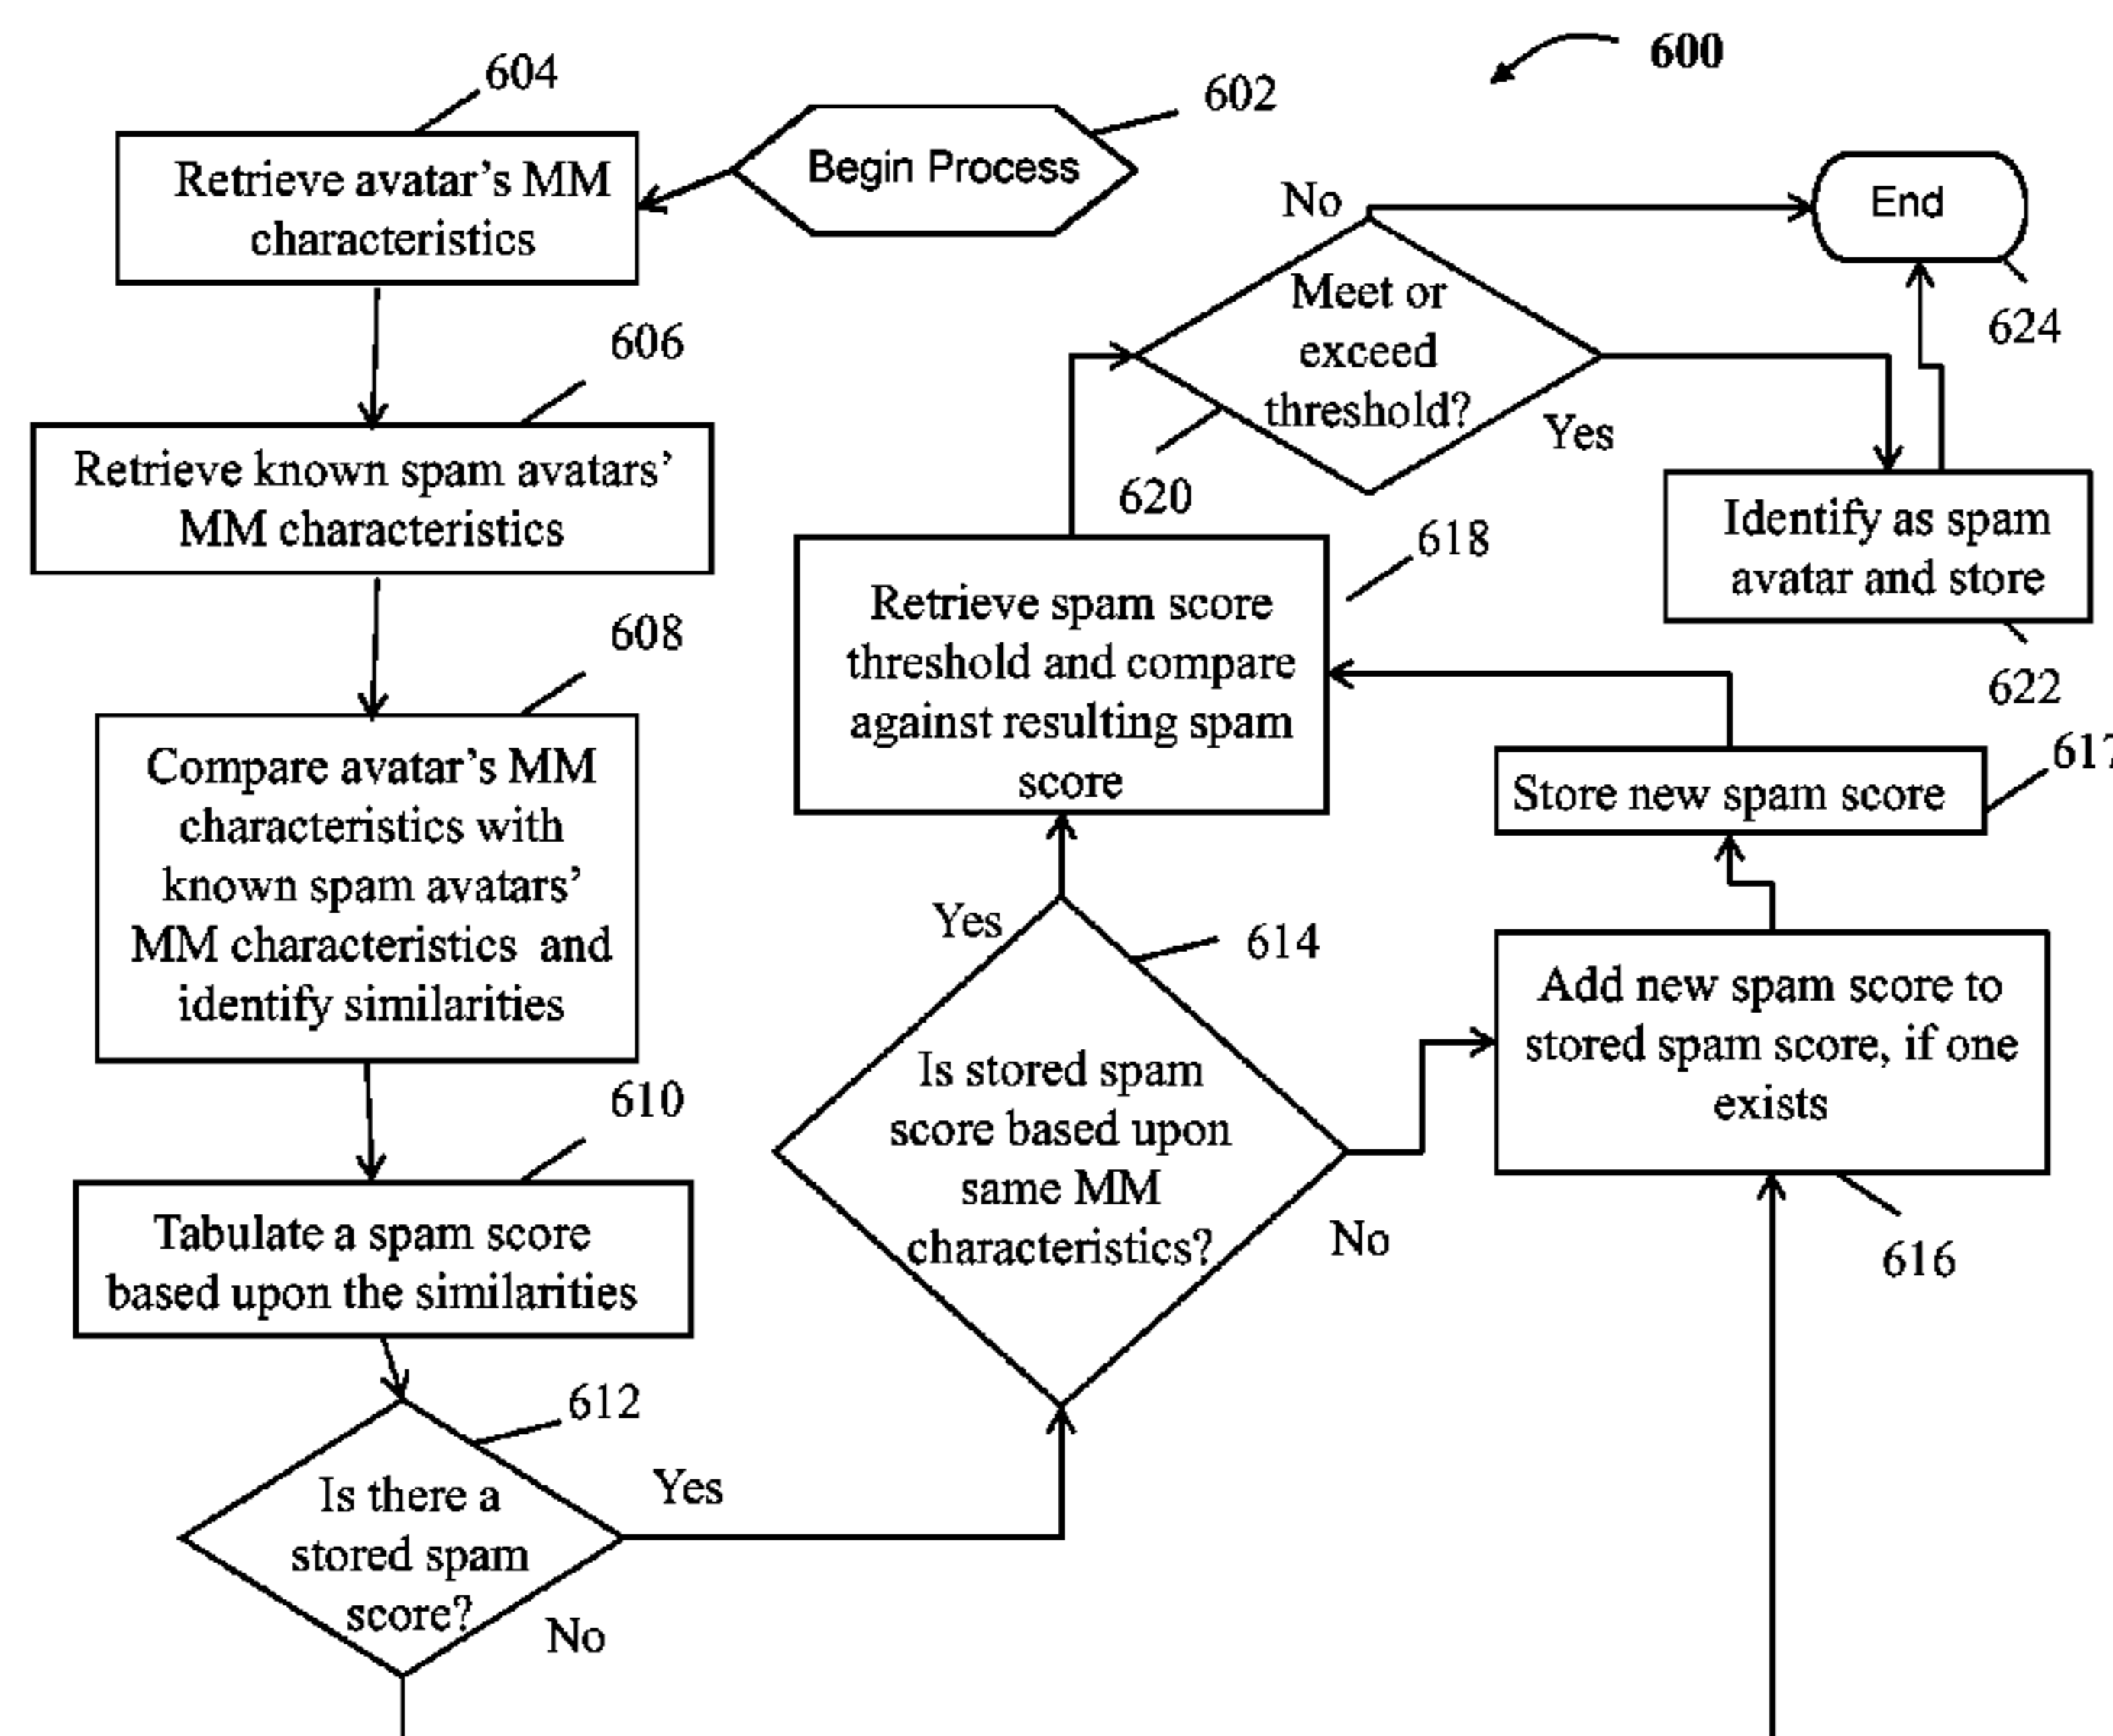 600
604
602
Begin Process
Retrieve avatar's MM
characteristics
606
Retrieve known spam avatars'
MM characteristics
608
Compare avatar's MM
characteristics with
known spam avatars'
MM characteristics and
identify similarities
610
Tabulate a spam score
based upon the similarities
612
Is there a
stored spam
score?
Yes
No
614
Is stored spam
score based upon
same MM
characteristics?
Yes
No
616
Add new spam score to
stored spam score, if one
exists
617
Store new spam score
618
Retrieve spam score
threshold and compare
against resulting spam
score
620
Meet or
exceed
threshold?
No
Yes
622
Identify as spam
avatar and store
624
End